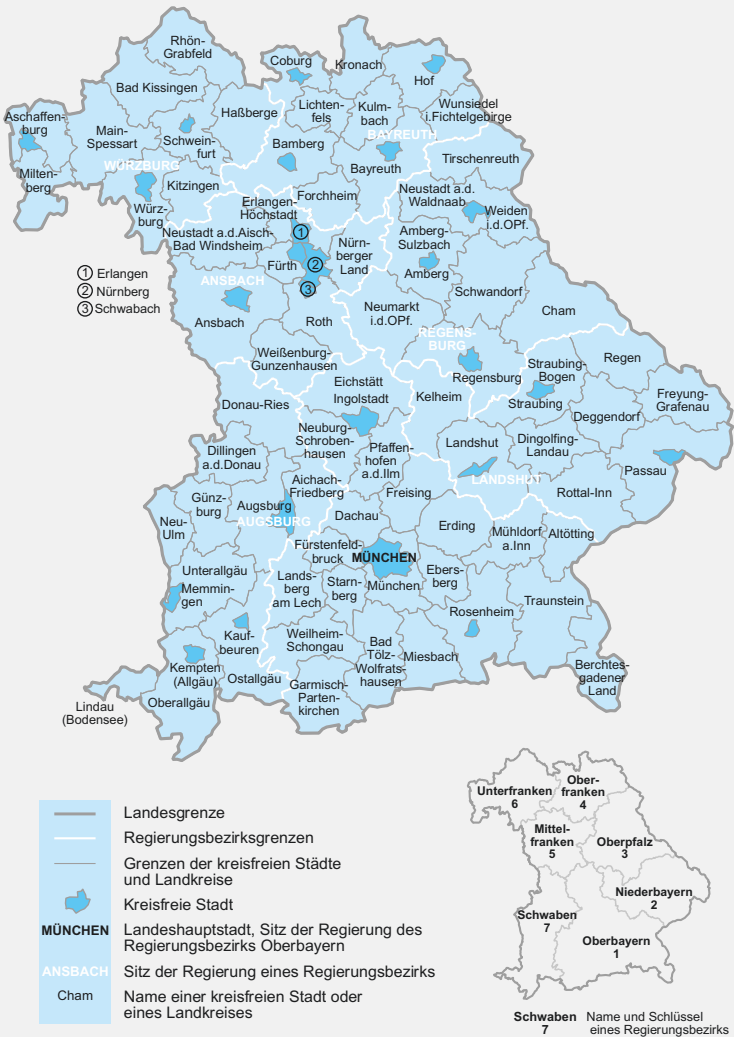 Rhön-
Grabfeld
Coburg
Kronach
Hof
Bad Kissingen
Aschaffen-
burg
Haßberge
Lichten-
fels
Kulm-
bach
Wunsiedel
i.Fichtelgebirge
Main-
Spessart
Schwein-
furt
BAYREUTH
Bamberg
Tirschenreuth
Milten-
berg
WÜRZBURG
Kitzingen
Bayreuth
Würz-
burg
Erlangen-
Höchstadt
Forchheim
Neustadt a.d.
Waldnaab
Weiden
i.d.OPf.
Neustadt a.d.Aisch-
Bad Windsheim
1
Nürn-
berger
Land
Amberg-
Sulzbach
Amberg
Fürth
2
1 Erlangen
2 Nürnberg
3 Schwabach
ANSBACH
3
Schwandorf
Cham
Neumarkt
i.d.OPf.
Ansbach
Roth
REGENS-
BURG
Weißenburg-
Gunzenhausen
Regensburg
Straubing-
Bogen
Regen
Straubing
Eichstätt
Ingolstadt
Kelheim
Freyung-
Grafenau
Donau-Ries
Deggendorf
Neuburg-
Schroben-
hausen
Landshut
Dingolfing-
Landau
Dillingen
a.d.Donau
Pfaffen-
hofen
a.d.Ilm
Passau
Aichach-
Friedberg
LANDSHUT
Rottal-Inn
Günz-
burg
Augsburg
Freising
AUGSBURG
Dachau
Neu-
Ulm
Erding
Mühldorf
a.Inn
Altötting
Fürstenfeld-
bruck
MÜNCHEN
Unterallgäu
Memmin-
gen
Lands-
berg
am Lech
Starn-
berg
München
Ebers-
berg
Traunstein
Rosenheim
Kauf-
beuren
Weilheim-
Schongau
Bad
Tölz-
Wolfrats-
hausen
Miesbach
Kempten
(Allgäu)
Ostallgäu
Berchtes-
gadener
Land
Garmisch-
Parten-
kirchen
Lindau
(Bodensee)
Oberallgäu
Landesgrenze
Regierungsbezirksgrenzen
Grenzen der kreisfreien Städte
und Landkreise
Kreisfreie Stadt
MÜNCHEN Landeshauptstadt, Sitz der Regierung des
Regierungsbezirks Oberbayern
ANSBACH Sitz der Regierung eines Regierungsbezirks
Cham Name einer kreisfreien Stadt oder
eines Landkreises
Unterfranken
6
Ober-
franken
4
Mittel-
franken
5
Oberpfalz
3
Niederbayern
2
Schwaben
7
Oberbayern
1
Schwaben Name und Schlüssel
7 eines Regierungsbezirks